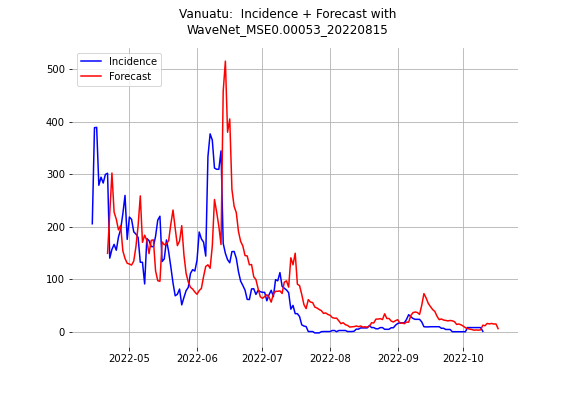 Vanuatu:  Incidence + Forecast with
WaveNet_MSE0.00053_20220815
Incidence
Forecast
500
400
300
200
100
0
2022-05 2022-06 2022-07 2022-08 2022-09 2022-10